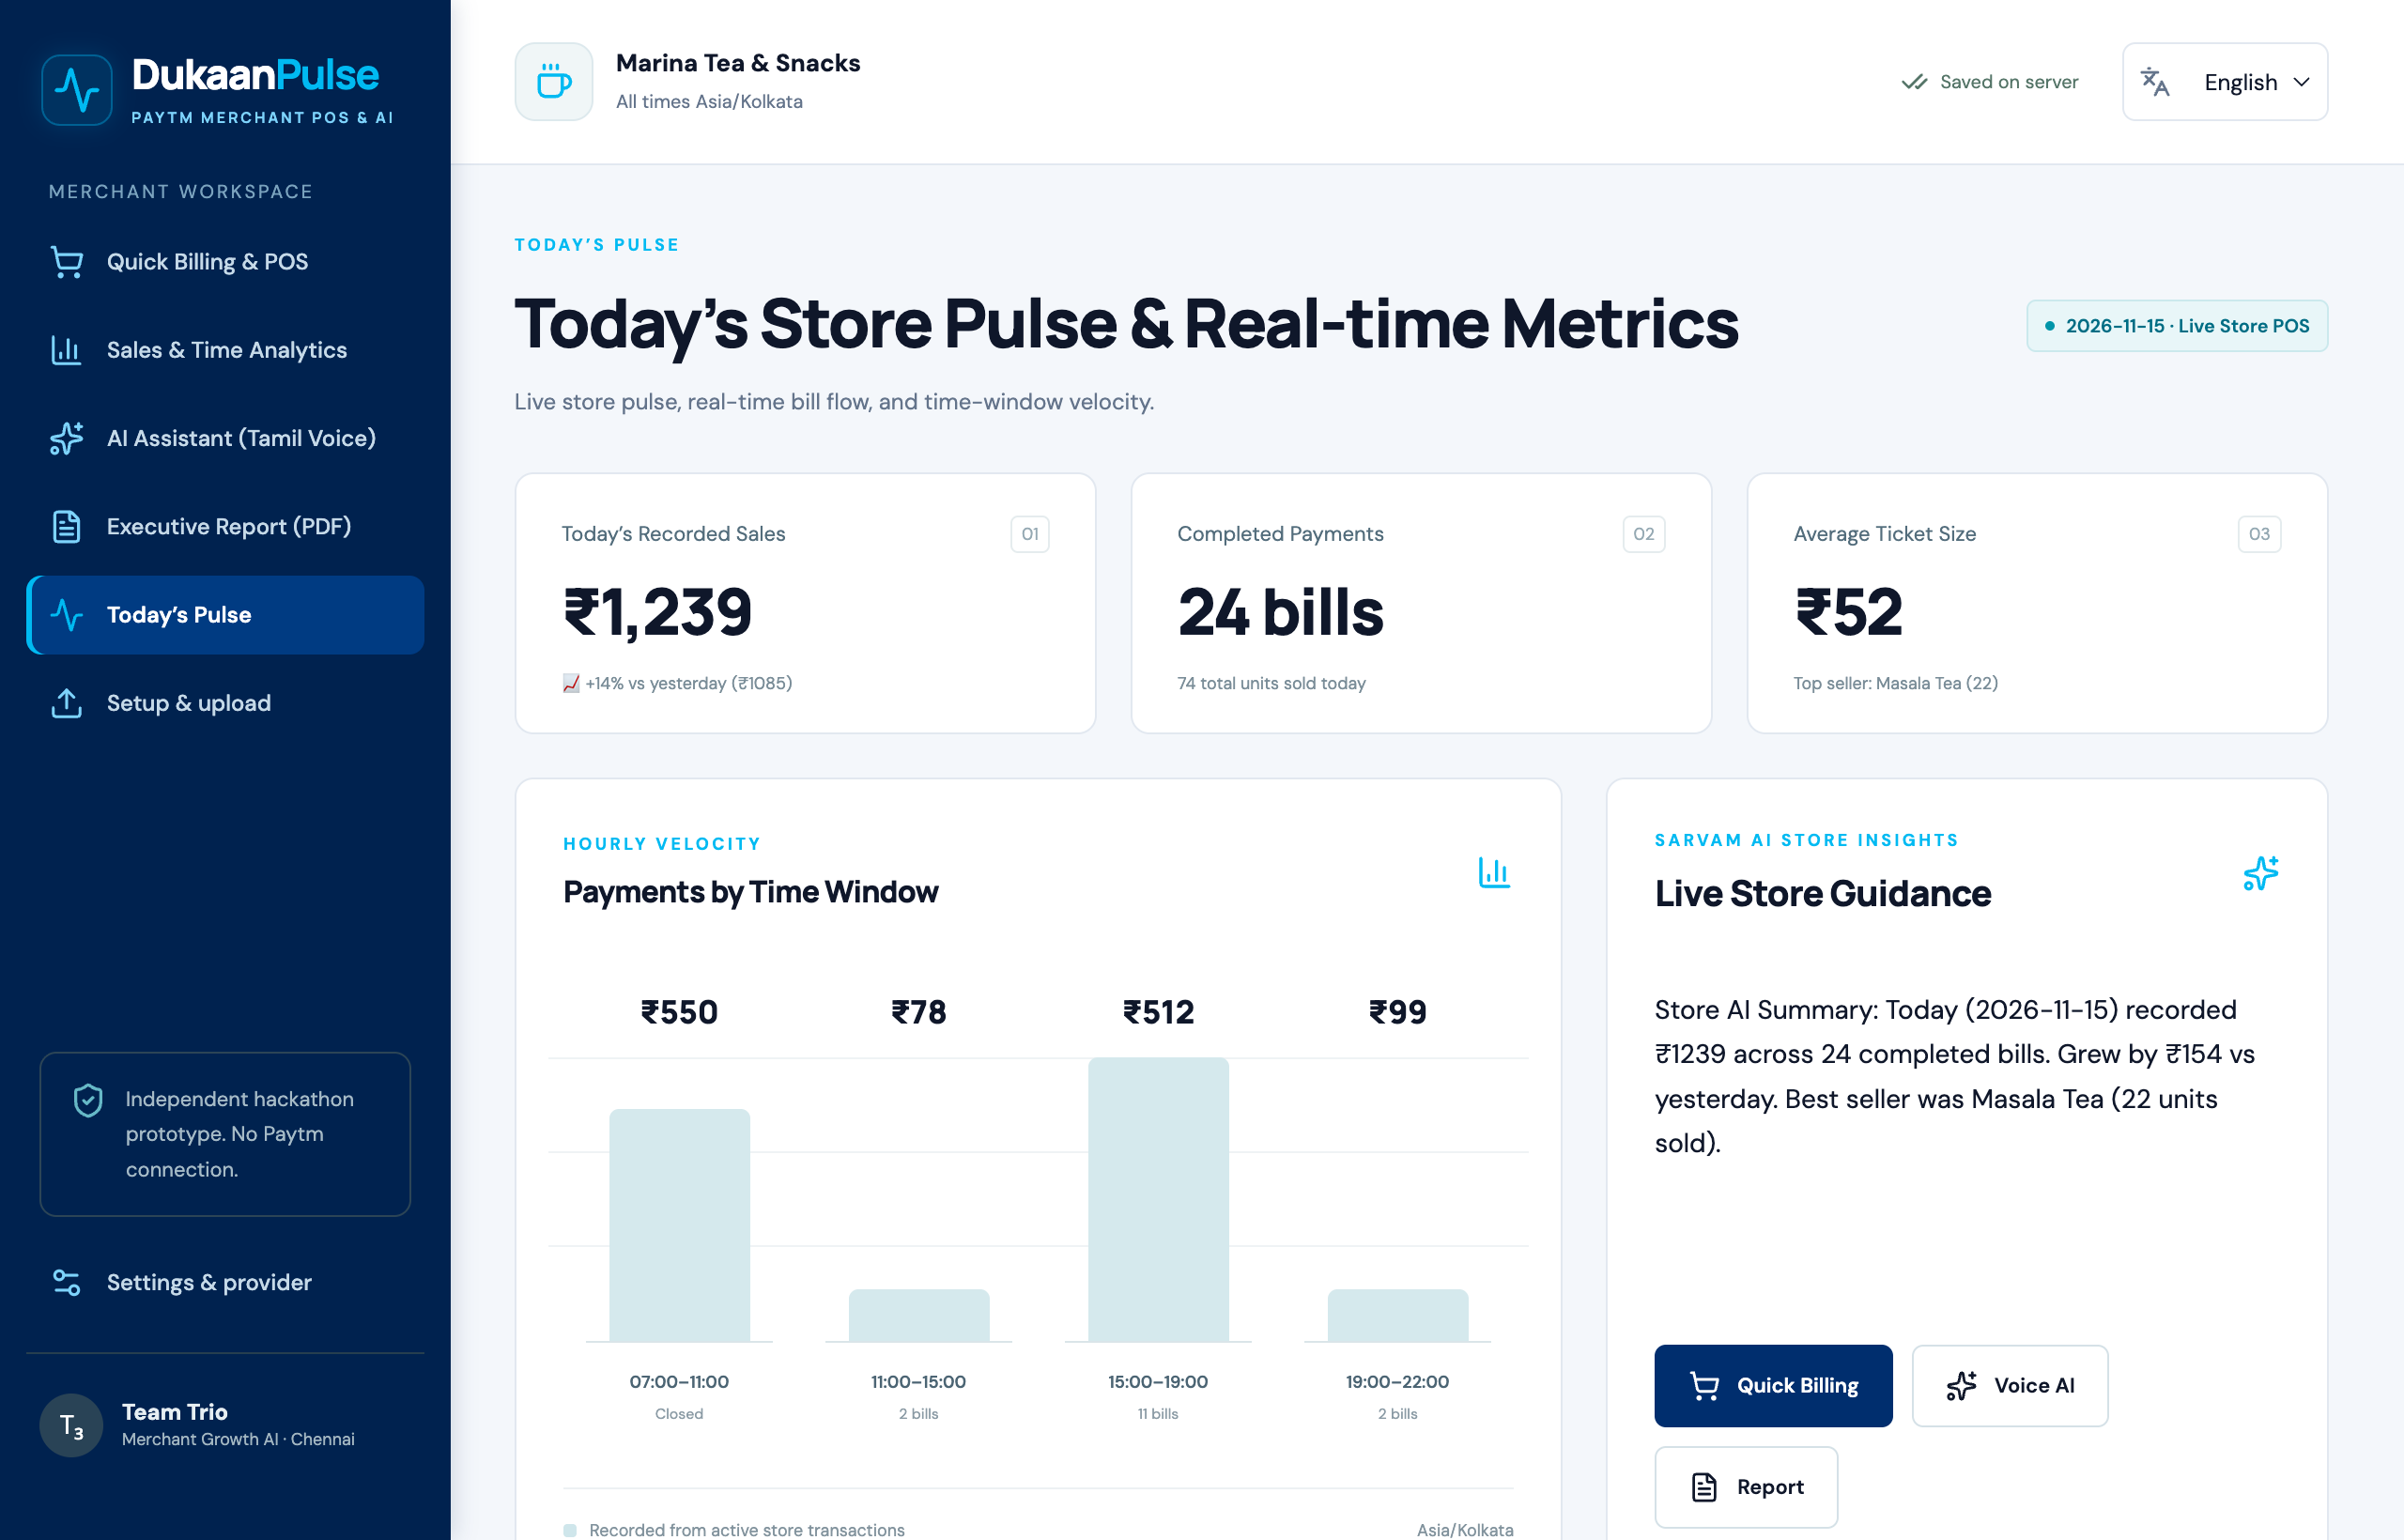 DukaanPulse
PAYTM MERCHANT POS & AI
MERCHANT WORKSPACE
Quick Billing & POS
Sales & Time Analytics
AI Assistant (Tamil Voice)
Executive Report (PDF)
Today’s Pulse
Setup & upload
Independent hackathon
prototype. No Paytm
connection.
Settings & provider
T3
Team Trio
Merchant Growth AI · Chennai
Marina Tea & Snacks
All times Asia/Kolkata
Saved on server
English
TODAY’S PULSE
Today’s Store Pulse & Real-time Metrics
2026-11-15 · Live Store POS
Live store pulse, real-time bill flow, and time-window velocity.
Today’s Recorded Sales
01
₹1,239
+14% vs yesterday (₹1085)
Completed Payments
02
24 bills
74 total units sold today
Average Ticket Size
03
₹52
Top seller: Masala Tea (22)
HOURLY VELOCITY
Payments by Time Window
₹550 ₹78 ₹512 ₹99
07:00–11:00 11:00–15:00 15:00–19:00 19:00–22:00
Closed 2 bills 11 bills 2 bills
Recorded from active store transactions
Asia/Kolkata
SARVAM AI STORE INSIGHTS
Live Store Guidance
Store AI Summary: Today (2026-11-15) recorded
₹1239 across 24 completed bills. Grew by ₹154 vs
yesterday. Best seller was Masala Tea (22 units
sold).
Quick Billing
Voice AI
Report